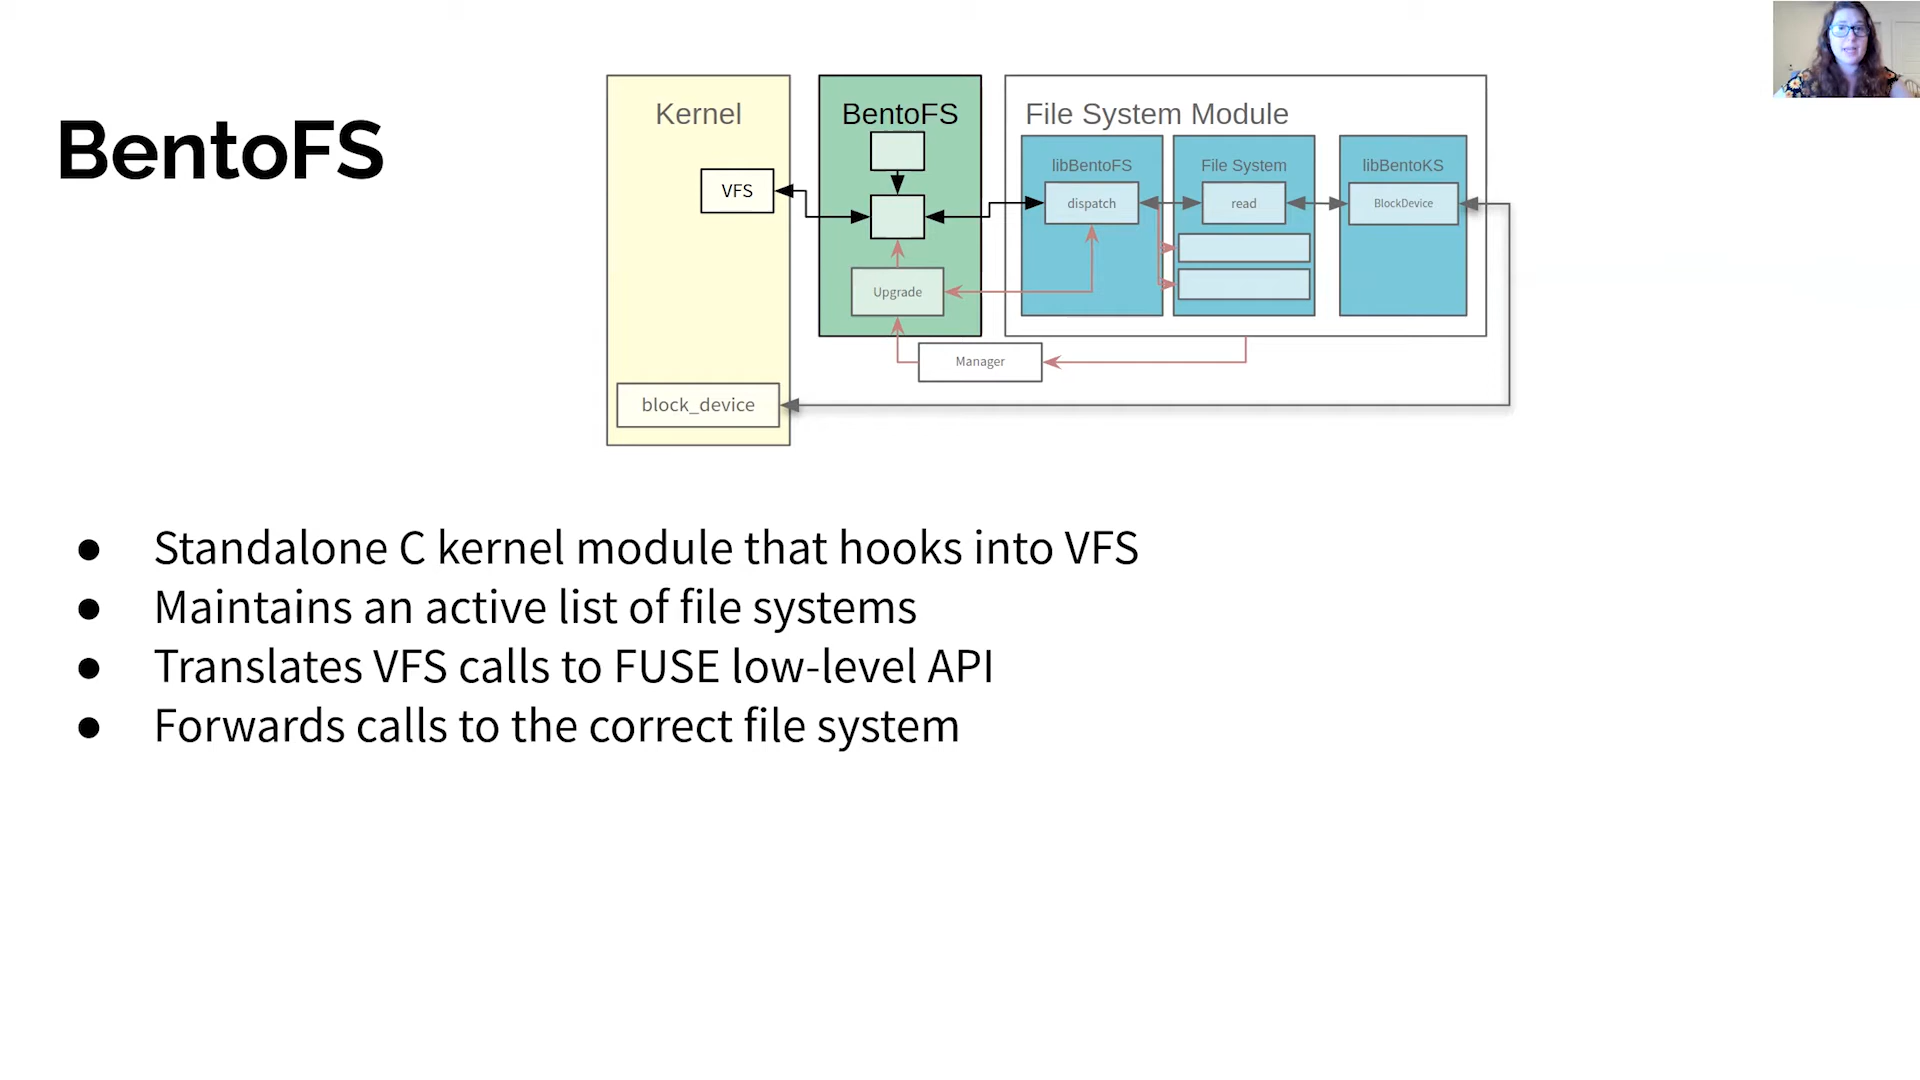 BentoFS
Kernel
BentoFS
File System Module
libBentoFS
File System
libBentoKS
VFS
dispatch
read
BlockDevice
Upgrade
Manager
block_device
● Standalone C kernel module that hooks into VFS
● Maintains an active list of file systems
● Translates VFS calls to FUSE low-level API
● Forwards calls to the correct file system